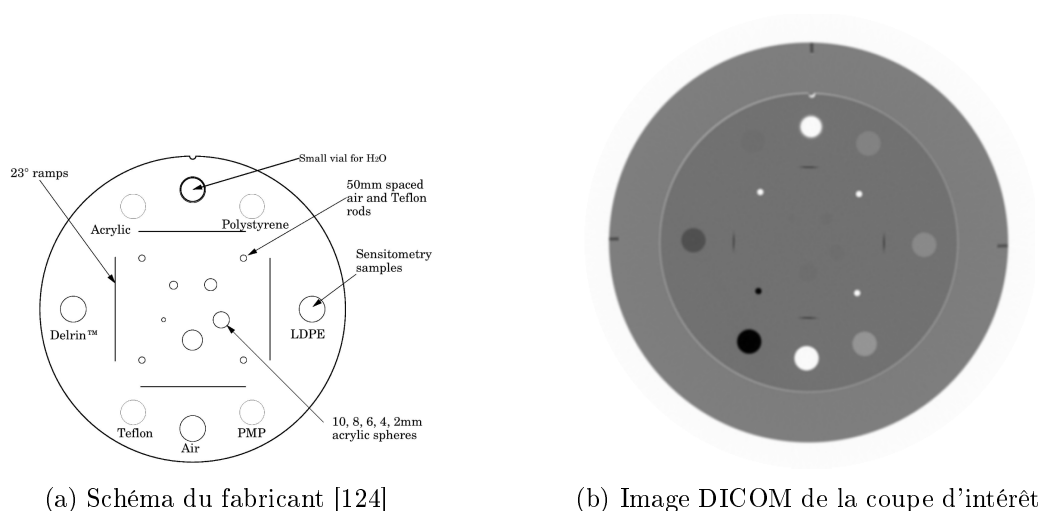 Small vial for H2O
23° ramps
50mm spaced
air and Teflon
rods
Acrylic
Polystyrene
Sensitometry
samples
Delrin™
LDPE
10, 8, 6, 4, 2mm
acrylic spheres
Teflon
PMP
Air
(a) Schéma du fabricant [124]
(b) Image DICOM de la coupe d'intérêt